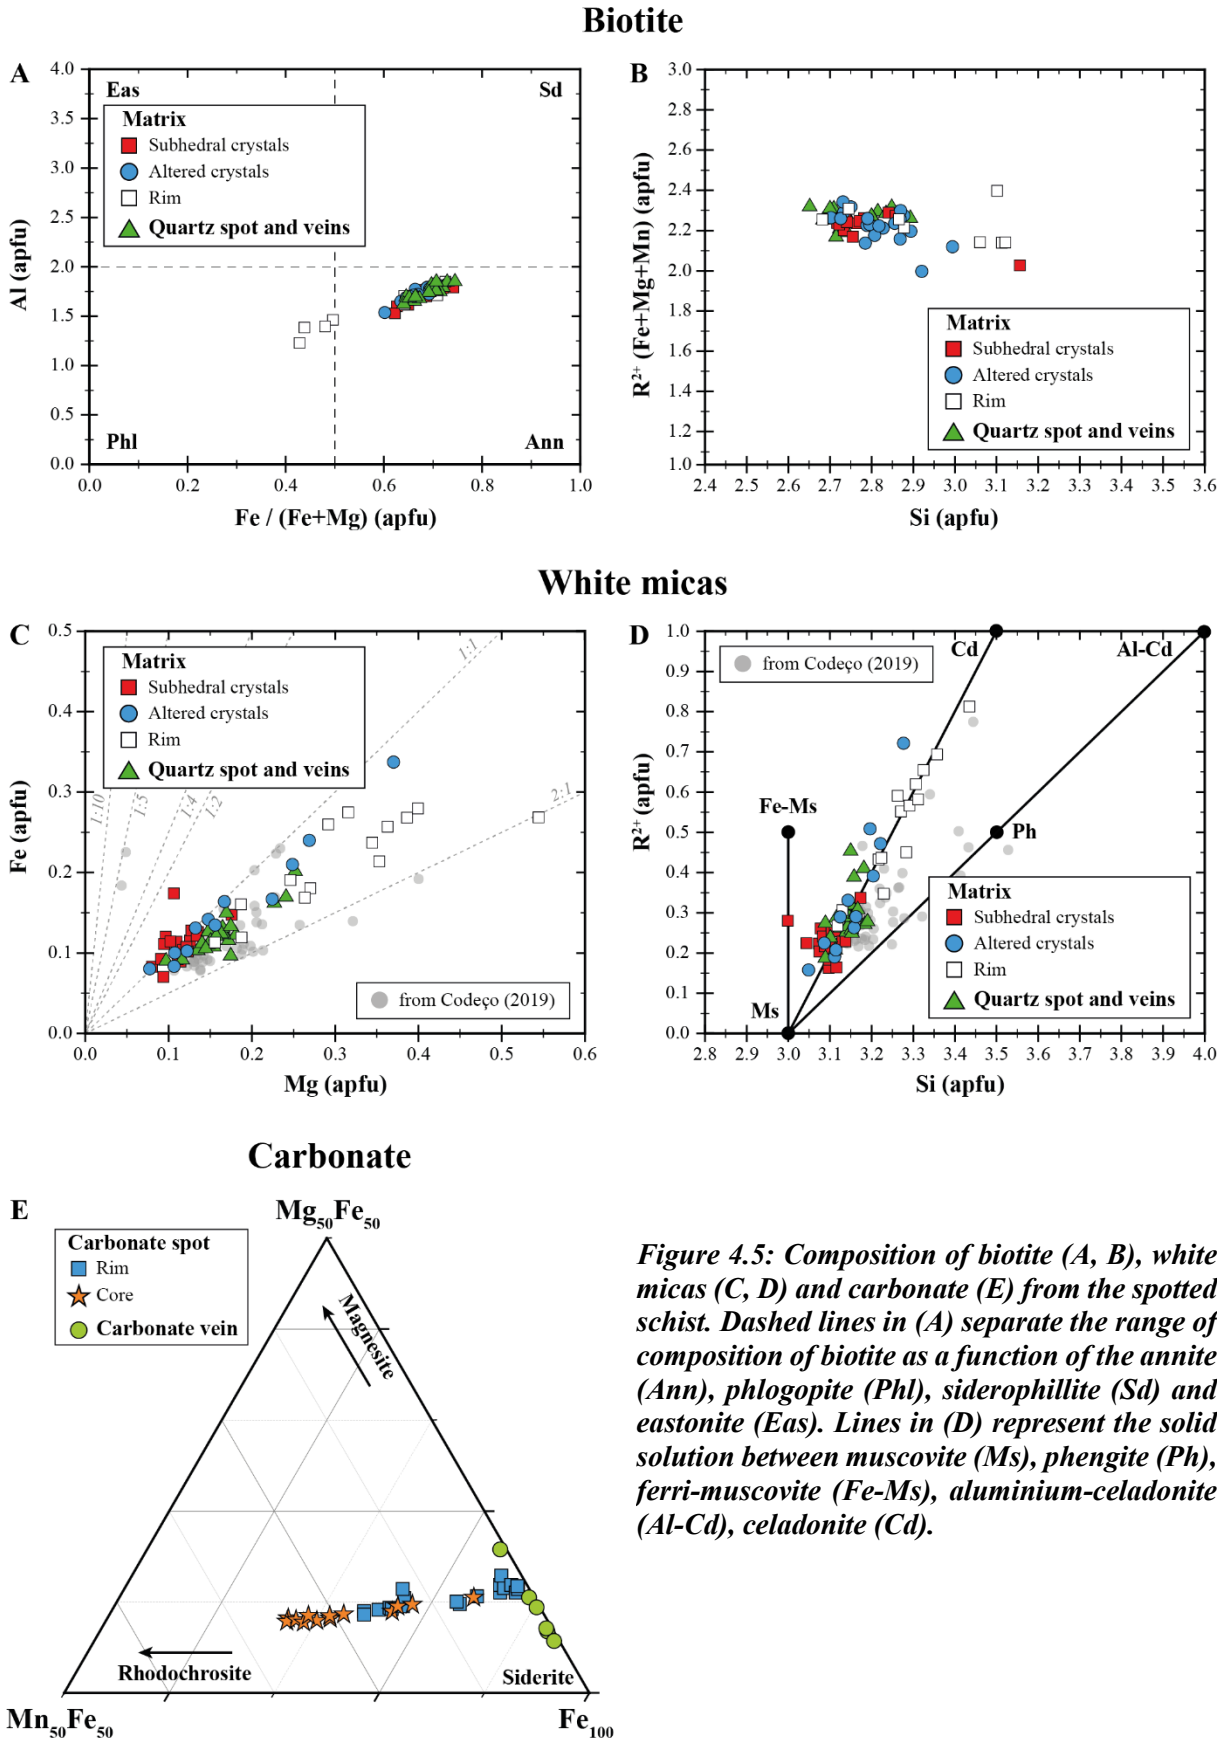 Biotite
A
Al (apfu)
4.0
3.5
3.0
2.5
2.0
1.5
1.0
0.5
0.0
Eas
Sd
Matrix
Subhedral crystals
Altered crystals
Rim
Quartz spot and veins
Phl
Ann
0.0
0.2
0.4
0.6
0.8
1.0
Fe / (Fe+Mg) (apfu)
B
R²⁺ (Fe+Mg+Mn) (apfu)
3.0
2.8
2.6
2.4
2.2
2.0
1.8
1.6
1.4
1.2
1.0
Matrix
Subhedral crystals
Altered crystals
Rim
Quartz spot and veins
2.4 2.5 2.6 2.7 2.8 2.9 3.0 3.1 3.2 3.3 3.4 3.5 3.6
Si (apfu)
White micas
C
Fe (apfu)
0.5
0.4
0.3
0.2
0.1
0.0
Matrix
Subhedral crystals
Altered crystals
Rim
Quartz spot and veins
1:10
1:5
1:4
1:2
1:1
2:1
from Codeço (2019)
0.0
0.1
0.2
0.3
0.4
0.5
0.6
Mg (apfu)
D
R²⁺ (apfu)
1.0
0.9
0.8
0.7
0.6
0.5
0.4
0.3
0.2
0.1
0.0
from Codeço (2019)
Cd
Al-Cd
Fe-Ms
Ph
Ms
Matrix
Subhedral crystals
Altered crystals
Rim
Quartz spot and veins
2.8 2.9 3.0 3.1 3.2 3.3 3.4 3.5 3.6 3.7 3.8 3.9 4.0
Si (apfu)
Carbonate
E
Mg₅₀Fe₅₀
Carbonate spot
Rim
Core
Carbonate vein
Magnesite
Rhodochrosite
Siderite
Mn₅₀Fe₅₀
Fe₁₀₀
Figure 4.5: Composition of biotite (A, B), white
micas (C, D) and carbonate (E) from the spotted
schist. Dashed lines in (A) separate the range of
composition of biotite as a function of the annite
(Ann), phlogopite (Phl), siderophillite (Sd) and
eastonite (Eas). Lines in (D) represent the solid
solution between muscovite (Ms), phengite (Ph),
ferri-muscovite (Fe-Ms), aluminium-celadonite
(Al-Cd), celadonite (Cd).